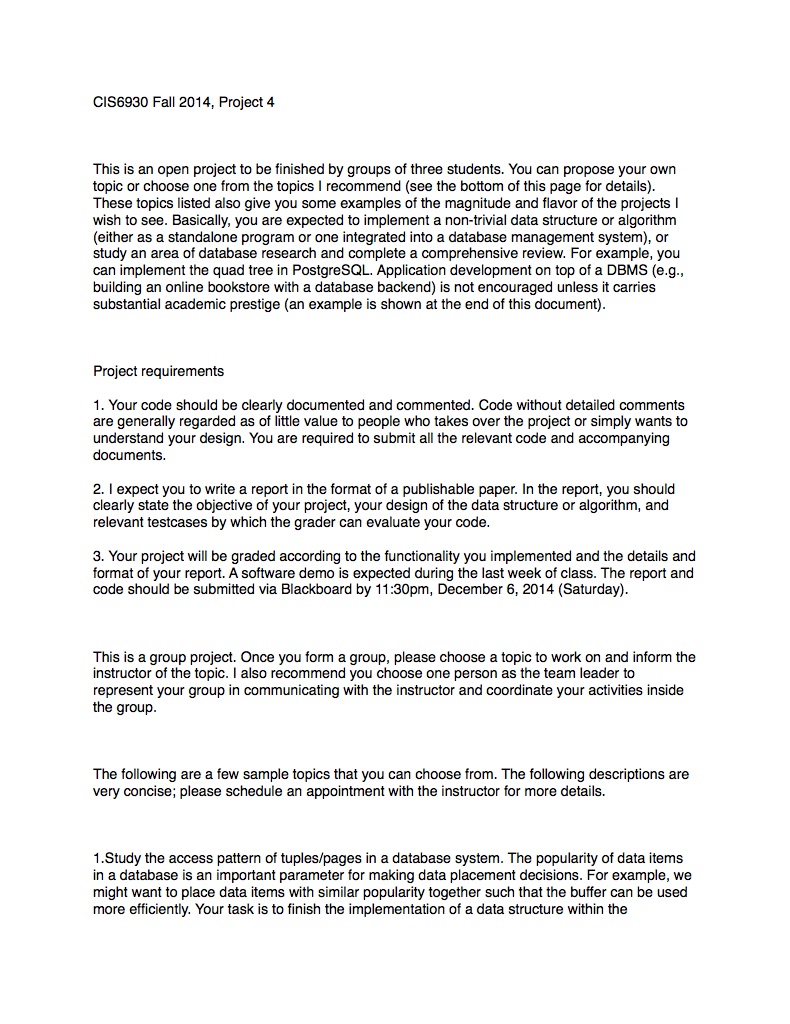 CIS6930 Fall 2014, Project 4
This is an open project to be finished by groups of three students. You can propose your own
topic or choose one from the topics I recommend (see the bottom of this page for details).
These topics listed also give you some examples of the magnitude and flavor of the projects I
wish to see. Basically, you are expected to implement a non-trivial data structure or algorithm
(either as a standalone program or one integrated into a database management system), or
study an area of database research and complete a comprehensive review. For example, you
can implement the quad tree in PostgreSQL. Application development on top of a DBMS (e.g.,
building an online bookstore with a database backend) is not encouraged unless it carries
substantial academic prestige (an example is shown at the end of this document).
Project requirements
1. Your code should be clearly documented and commented. Code without detailed comments
are generally regarded as of little value to people who takes over the project or simply wants to
understand your design. You are required to submit all the relevant code and accompanying
documents.
2. I expect you to write a report in the format of a publishable paper. In the report, you should
clearly state the objective of your project, your design of the data structure or algorithm, and
relevant testcases by which the grader can evaluate your code.
3. Your project will be graded according to the functionality you implemented and the details and
format of your report. A software demo is expected during the last week of class. The report and
code should be submitted via Blackboard by 11:30pm, December 6, 2014 (Saturday).
This is a group project. Once you form a group, please choose a topic to work on and inform the
instructor of the topic. I also recommend you choose one person as the team leader to
represent your group in communicating with the instructor and coordinate your activities inside
the group.
The following are a few sample topics that you can choose from. The following descriptions are
very concise; please schedule an appointment with the instructor for more details.
1.Study the access pattern of tuples/pages in a database system. The popularity of data items
in a database is an important parameter for making data placement decisions. For example, we
might want to place data items with similar popularity together such that the buffer can be used
more efficiently. Your task is to finish the implementation of a data structure within the